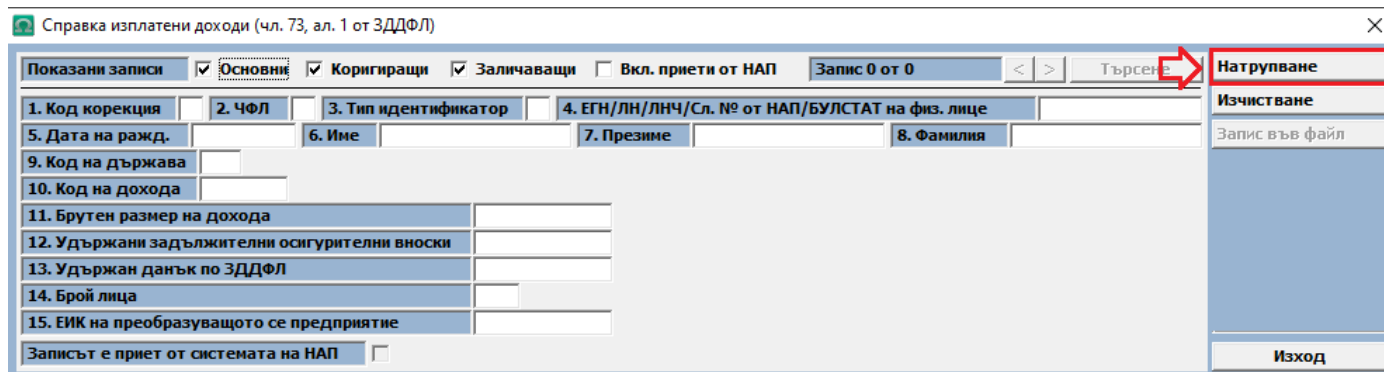 Справка изплатени доходи (чл. 73, ал. 1 от ЗДДФЛ)
Показани записи Основни Коригиращи Заличаващи Вкл. приети от НАП Запис 0 от 0 < > Търсене Натрупване
1. Код корекция 2. ЧФЛ 3. Тип идентификатор 4. ЕГН/ЛН/ЛНЧ/Сл. № от НАП/БУЛСТАТ на физ. лице Изчистване
5. Дата на ражд. 6. Име 7. Презиме 8. Фамилия Запис във файл
9. Код на държава
10. Код на дохода
11. Брутен размер на дохода
12. Удържани задължителни осигурителни вноски
13. Удържан данък по ЗДДФЛ
14. Брой лица
15. ЕИК на преобразуващото се предприятие
Записът е приет от системата на НАП Изход